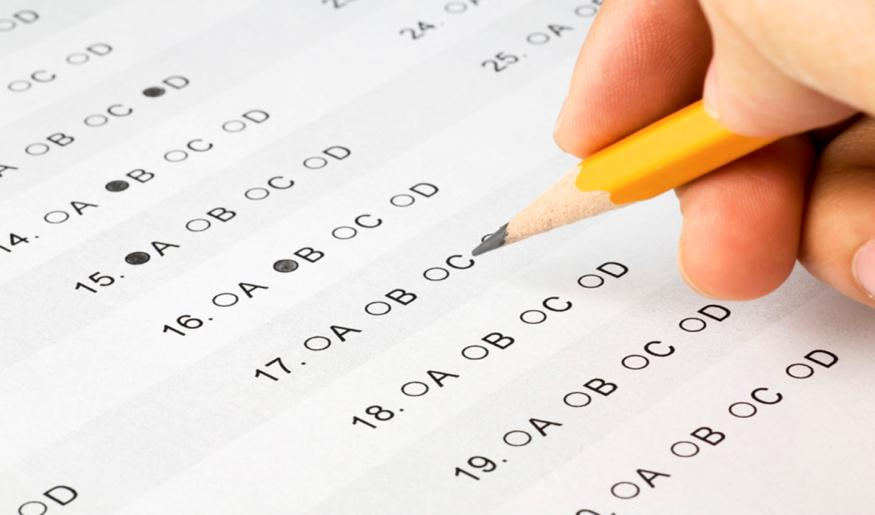 D
C D
B C D
14. A B C D
15. A B C D
16. A B C D
17. A B C
18. A B C D
19. A B C D
A B C D
D
24.
25. A